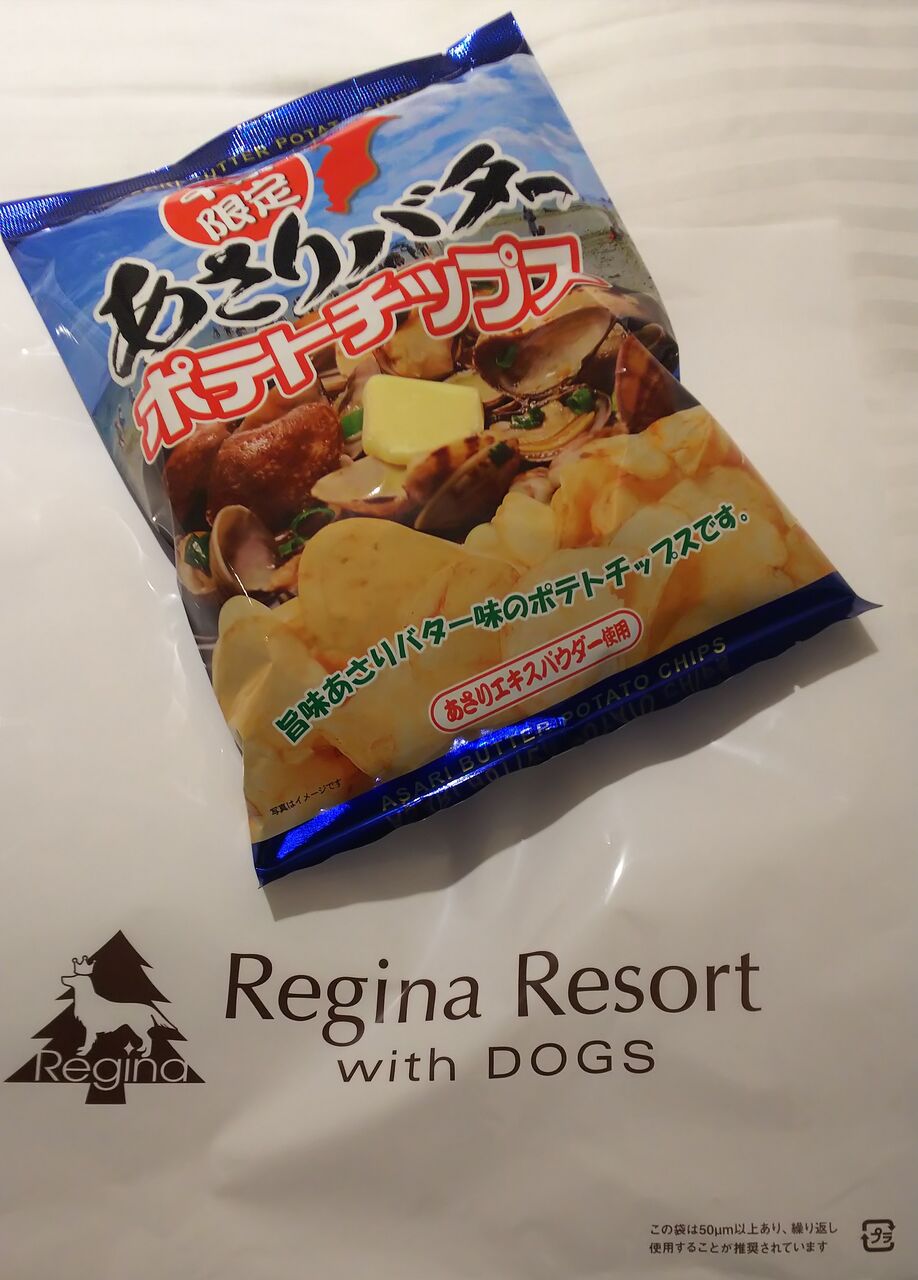 BUTTER POTATO CHIPS
限定
あさりバター
ポテトチップス
旨味あさりバター味のポテトチップスです。
あさりエキスパウダー使用
写真はイメージです
ASARI BUTTER POTATO CHIPS
Regina
Regina Resort
with DOGS
この袋は50μm以上あり、繰り返し
使用することが推奨されています
プラ